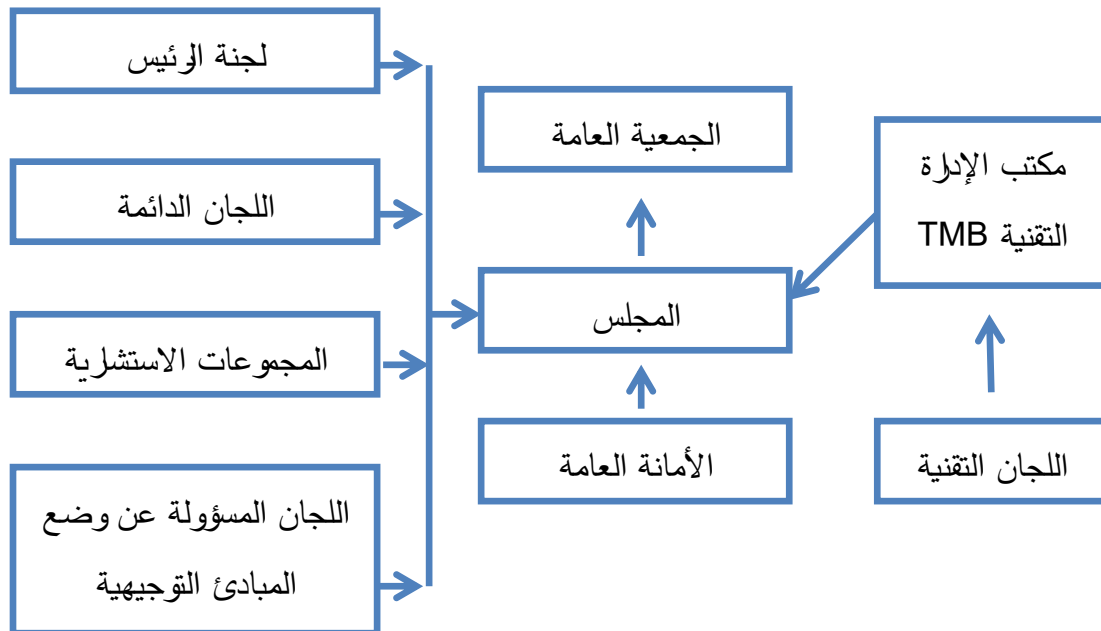 لجنة الرئيس
الجمعية العامة
مكتب الإدارة
التقنية TMB
اللجان الدائمة
المجلس
المجموعات الاستشارية
الأمانة العامة
اللجان التقنية
اللجان المسؤولة عن وضع
المبادئ التوجيهية